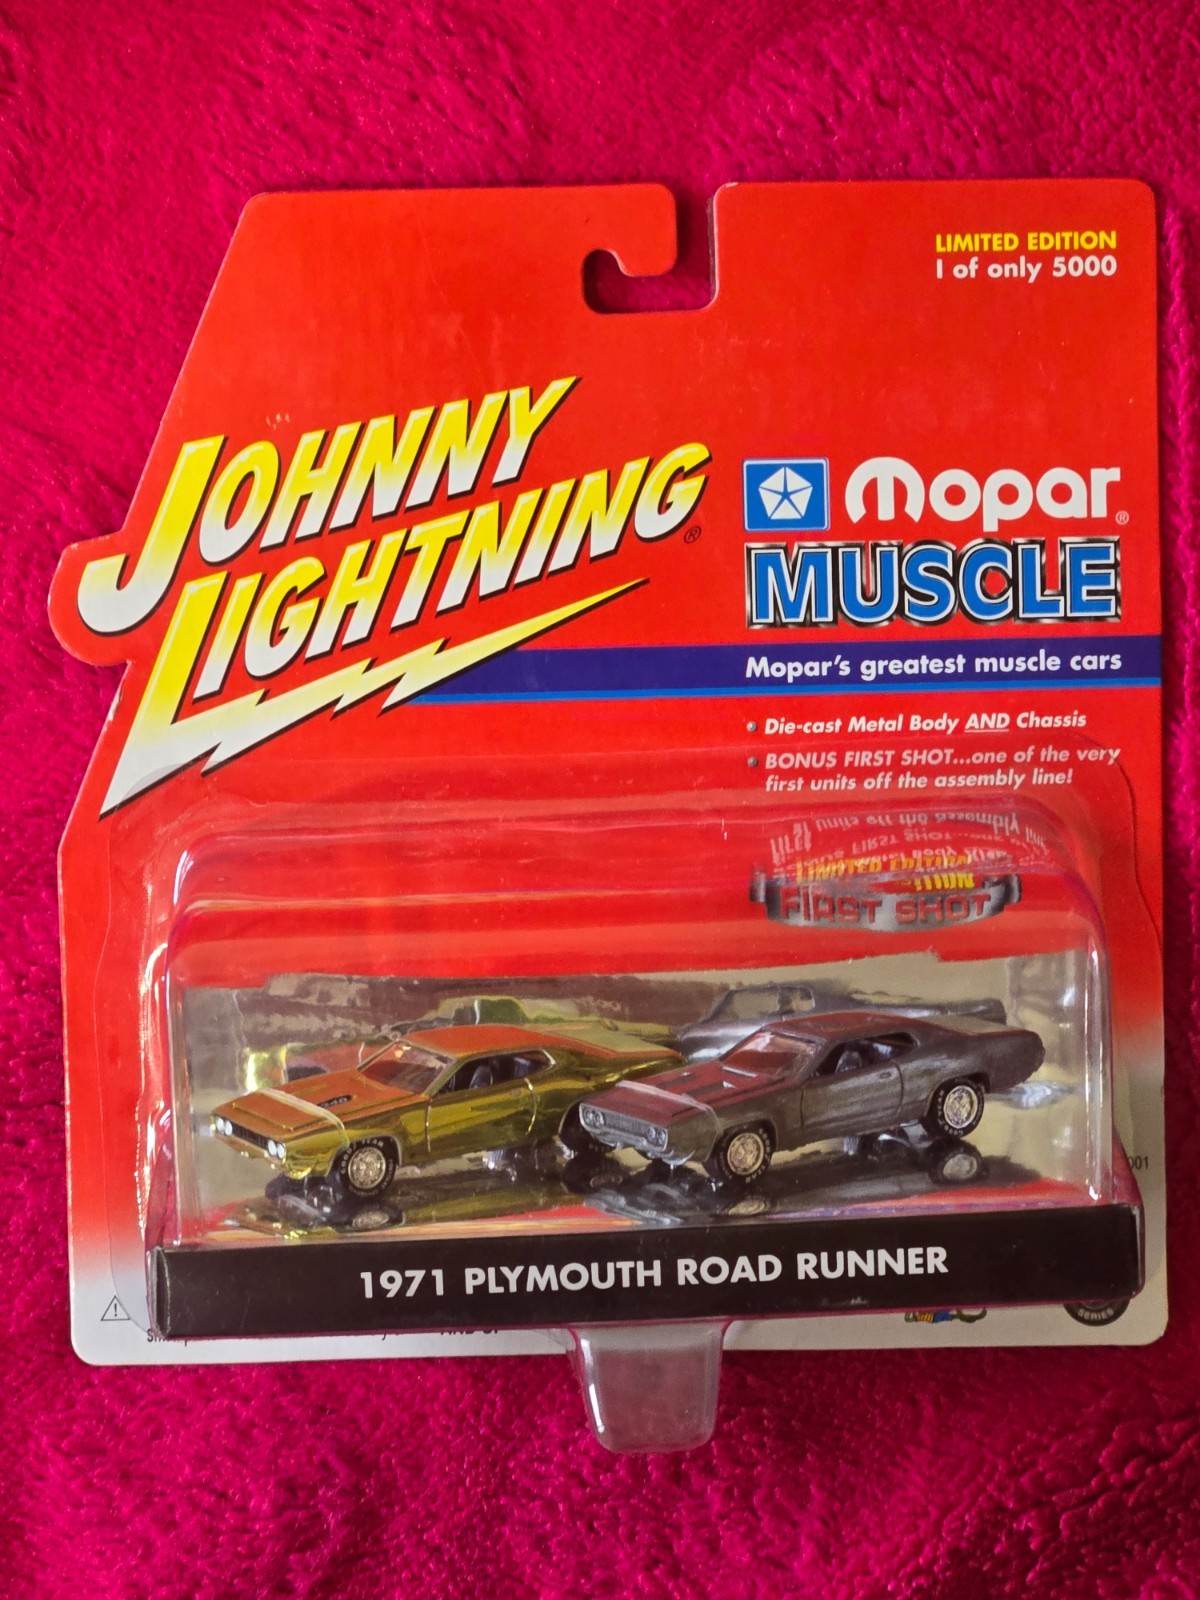 LIMITED EDITION
1 of only 5000
JOHNNY
LIGHTNING®
Mopar®
MUSCLE
Mopar's greatest muscle cars
• Die-cast Metal Body AND Chassis
• BONUS FIRST SHOT...one of the very
first units off the assembly line!
FIRST SHOT
1971 PLYMOUTH ROAD RUNNER
SERIES